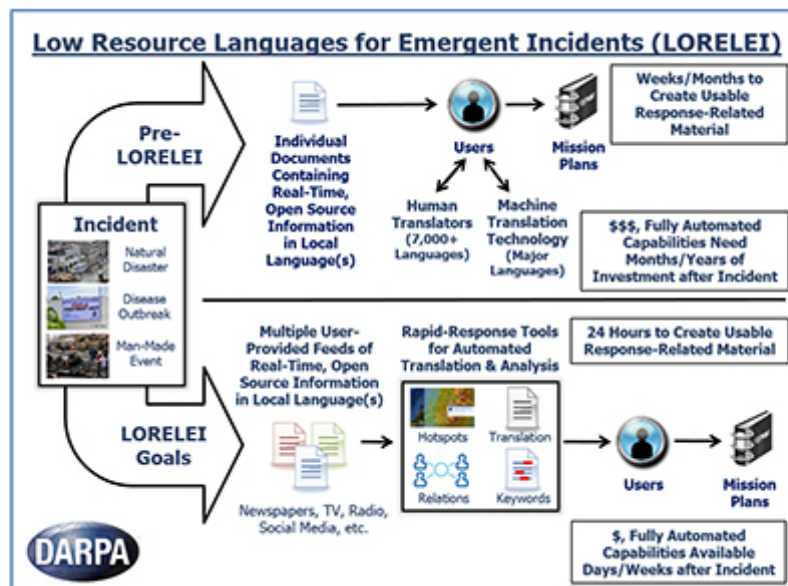 Low Resource Languages for Emergent Incidents (LORELEI)
Pre-
LORELEI
Individual
Documents
Containing
Real-Time,
Open Source
Information
in Local
Language(s)
Users
Mission
Plans
Weeks/Months to
Create Usable
Response-Related
Material
Human
Translators
(7,000+
Languages)
Machine
Translation
Technology
(Major
Languages)
$$$, Fully Automated
Capabilities Need
Months/Years of
Investment after Incident
Incident
Natural
Disaster
Disease
Outbreak
Man-Made
Event
LORELEI
Goals
Multiple User-
Provided Feeds of
Real-Time, Open
Source Information
in Local Language(s)
Newspapers, TV, Radio,
Social Media, etc.
Rapid-Response Tools
for Automated
Translation & Analysis
Hotspots
Translation
Relations
Keywords
24 Hours to Create Usable
Response-Related Material
Users
Mission
Plans
$, Fully Automated
Capabilities Available
Days/Weeks after Incident
DARPA